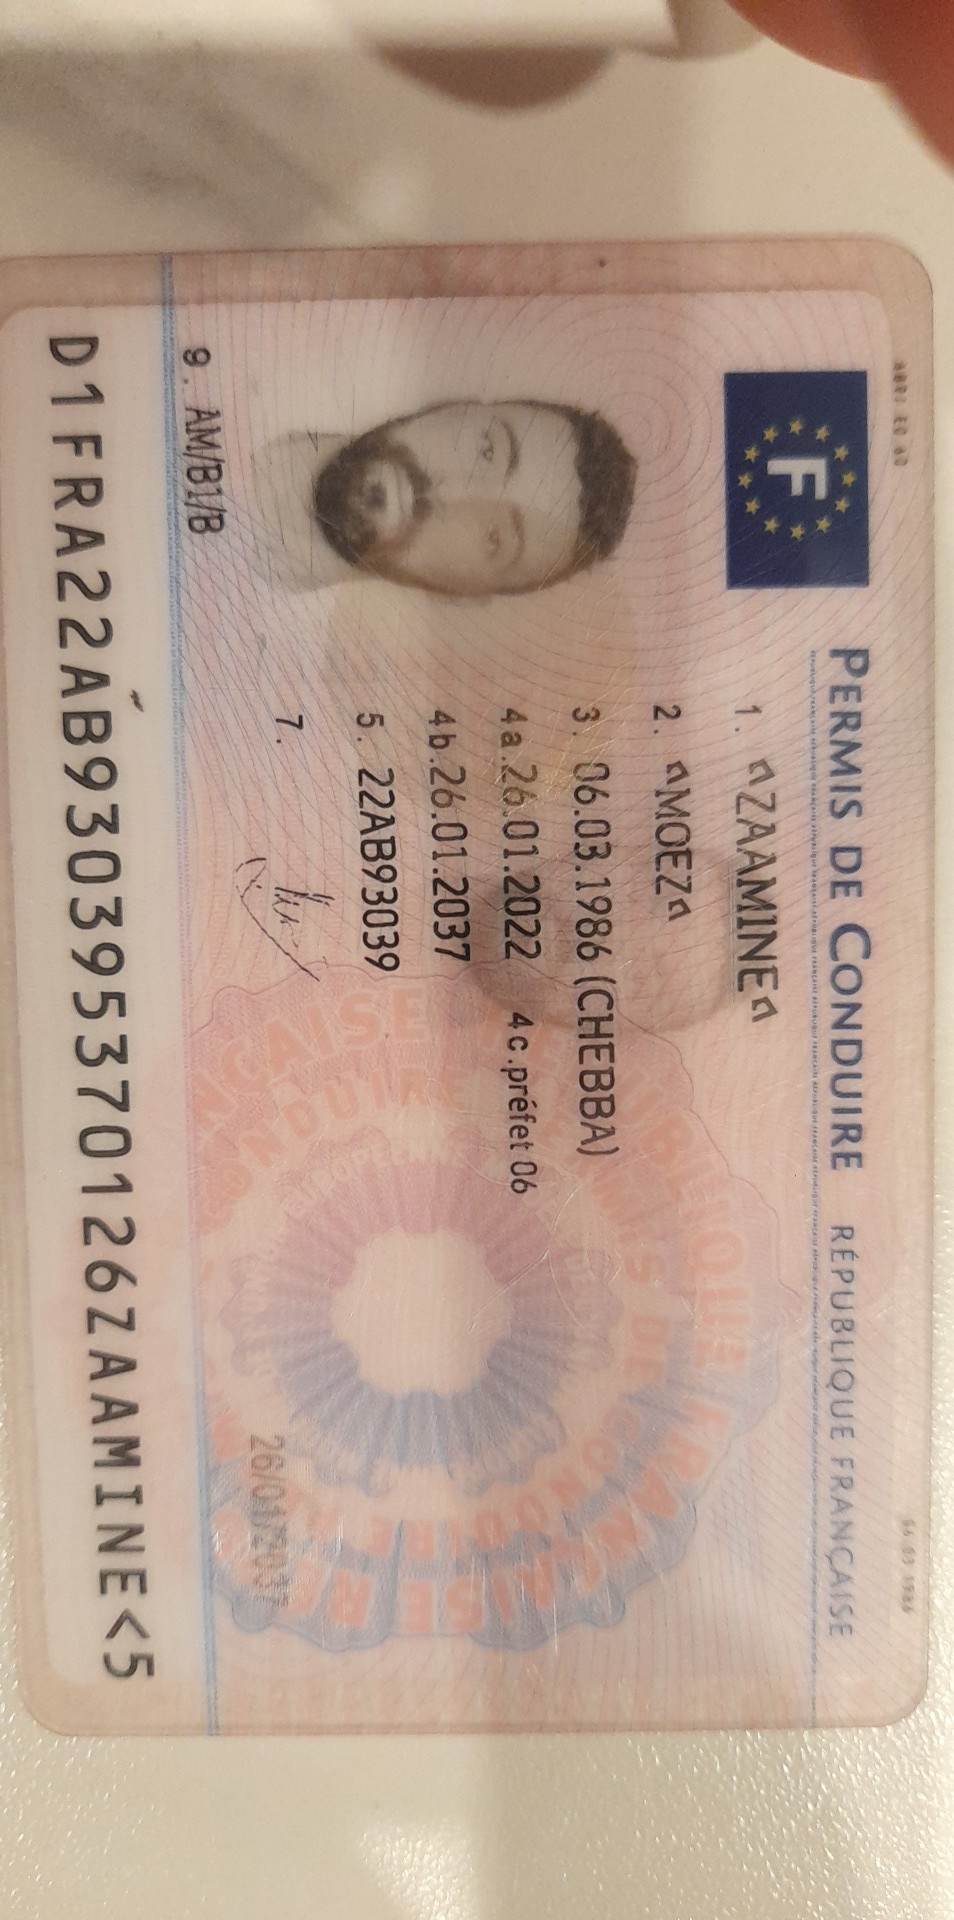 F
PERMIS DE CONDUIRE RÉPUBLIQUE FRANÇAISE
1. ZAAMINE
2. MOEZ
3. 06.03.1986 (CHEBBA)
4a.26.01.2022 4c.préfet 06
4b.26.01.2037
5. 22AB93039
7.
26/01/2037
9. AM/B1/B
D1FRA22AB930395370126ZAAMINE<5